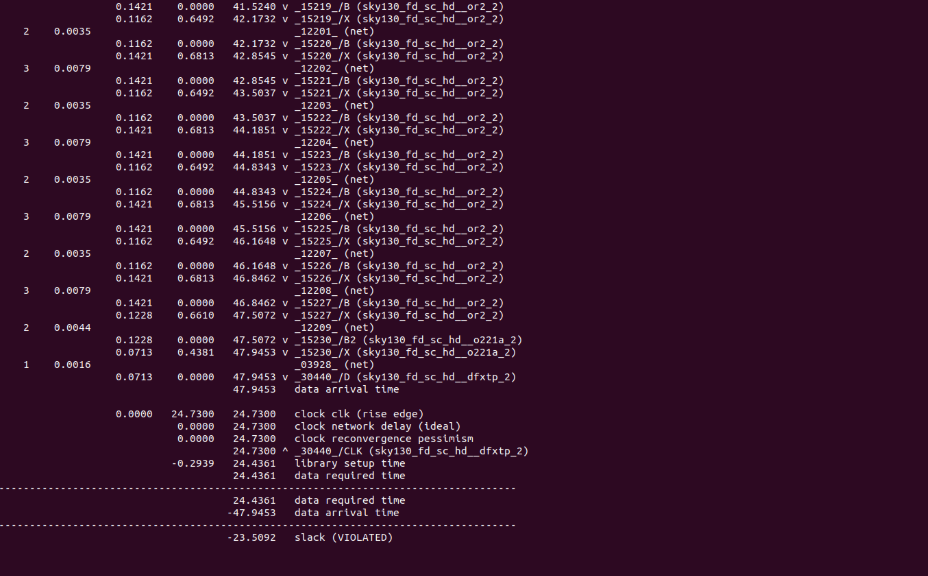 0.1421 0.0000 41.5240 v _15219_/B (sky130_fd_sc_hd__or2_2)
0.1162 0.6492 42.1732 v _15219_/X (sky130_fd_sc_hd__or2_2)
2 0.0035 _12201_ (net)
0.1162 0.0000 42.1732 v _15220_/B (sky130_fd_sc_hd__or2_2)
0.1421 0.6813 42.8545 v _15220_/X (sky130_fd_sc_hd__or2_2)
3 0.0079 _12202_ (net)
0.1421 0.0000 42.8545 v _15221_/B (sky130_fd_sc_hd__or2_2)
0.1162 0.6492 43.5037 v _15221_/X (sky130_fd_sc_hd__or2_2)
2 0.0035 _12203_ (net)
0.1162 0.0000 43.5037 v _15222_/B (sky130_fd_sc_hd__or2_2)
0.1421 0.6813 44.1851 v _15222_/X (sky130_fd_sc_hd__or2_2)
3 0.0079 _12204_ (net)
0.1421 0.0000 44.1851 v _15223_/B (sky130_fd_sc_hd__or2_2)
0.1162 0.6492 44.8343 v _15223_/X (sky130_fd_sc_hd__or2_2)
2 0.0035 _12205_ (net)
0.1162 0.0000 44.8343 v _15224_/B (sky130_fd_sc_hd__or2_2)
0.1421 0.6813 45.5156 v _15224_/X (sky130_fd_sc_hd__or2_2)
3 0.0079 _12206_ (net)
0.1421 0.0000 45.5156 v _15225_/B (sky130_fd_sc_hd__or2_2)
0.1162 0.6492 46.1648 v _15225_/X (sky130_fd_sc_hd__or2_2)
2 0.0035 _12207_ (net)
0.1162 0.0000 46.1648 v _15226_/B (sky130_fd_sc_hd__or2_2)
0.1421 0.6813 46.8462 v _15226_/X (sky130_fd_sc_hd__or2_2)
3 0.0079 _12208_ (net)
0.1421 0.0000 46.8462 v _15227_/B (sky130_fd_sc_hd__or2_2)
0.1228 0.6610 47.5072 v _15227_/X (sky130_fd_sc_hd__or2_2)
2 0.0044 _12209_ (net)
0.1228 0.0000 47.5072 v _15230_/B2 (sky130_fd_sc_hd__o221a_2)
0.0713 0.4381 47.9453 v _15230_/X (sky130_fd_sc_hd__o221a_2)
1 0.0016 _03928_ (net)
0.0713 0.0000 47.9453 v _30440_/D (sky130_fd_sc_hd__dfxtp_2)
47.9453 data arrival time
0.0000 24.7300 24.7300 clock clk (rise edge)
0.0000 24.7300 clock network delay (ideal)
0.0000 24.7300 clock reconvergence pessimism
24.7300 ^ _30440_/CLK (sky130_fd_sc_hd__dfxtp_2)
-0.2939 24.4361 library setup time
24.4361 data required time
-------------------------------------------------------------------------------------
24.4361 data required time
-47.9453 data arrival time
-------------------------------------------------------------------------------------
-23.5092 slack (VIOLATED)